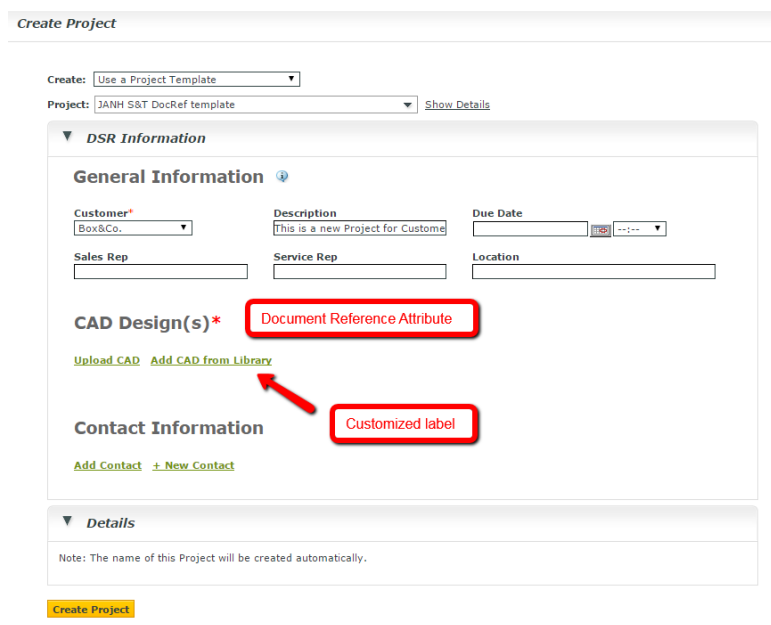 Create Project
Create: Use a Project Template
Project: JANH S&T DocRef template Show Details
DSR Information
General Information
Customer* Description Due Date
Box&Co. This is a new Project for Custome --:--
Sales Rep Service Rep Location
CAD Design(s)* Document Reference Attribute
Upload CAD Add CAD from Library
Customized label
Contact Information
Add Contact + New Contact
Details
Note: The name of this Project will be created automatically.
Create Project